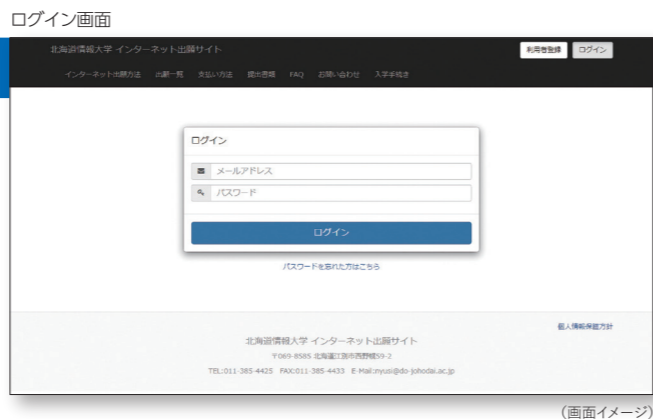 ログイン画面
北海道情報大学 インターネット出願サイト
利用者登録 ログイン
インターネット出願方法 出願一覧 支払い方法 提出書類 FAQ お問い合わせ 入学手続き
ログイン
メールアドレス
パスワード
ログイン
パスワードを忘れた方はこちら
個人情報保護方針
北海道情報大学 インターネット出願サイト
〒069-8585 北海道江別市西野幌59-2
TEL:011-385-4425 FAX:011-385-4433 E-Mail:nyusi@do-johodai.ac.jp
(画面イメージ)